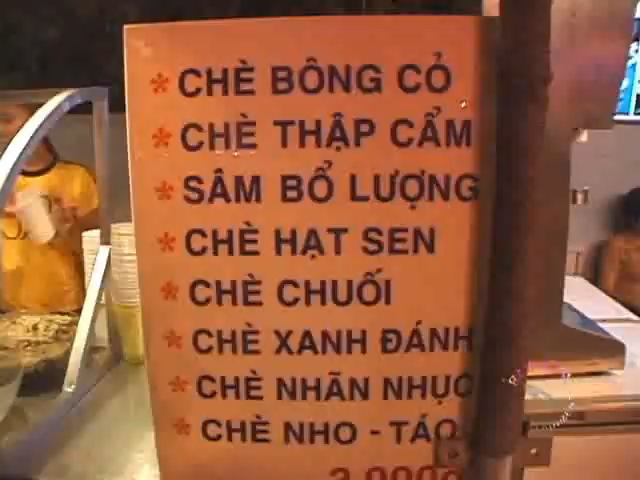 * CHÈ BÔNG CỎ
* CHÈ THẬP CẨM
* SÂM BỔ LƯỢNG
* CHÈ HẠT SEN
* CHÈ CHUỐI
* CHÈ XANH ĐÁNH
* CHÈ NHÃN NHỤC
* CHÈ NHO - TÁO